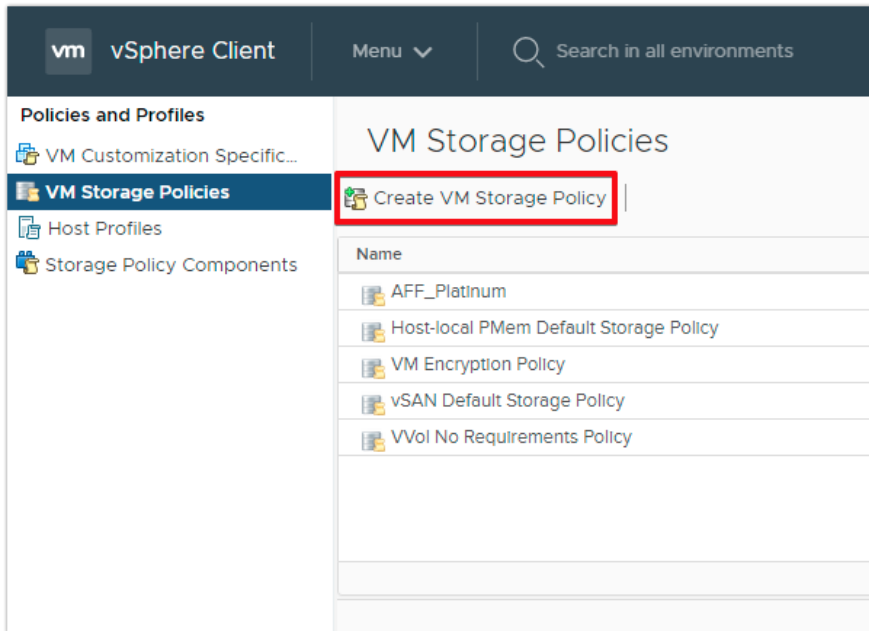 vm vSphere Client Menu Search in all environments
Policies and Profiles
VM Customization Specific...
VM Storage Policies
Host Profiles
Storage Policy Components
VM Storage Policies
Create VM Storage Policy
Name
AFF_Platinum
Host-local PMem Default Storage Policy
VM Encryption Policy
vSAN Default Storage Policy
VVol No Requirements Policy